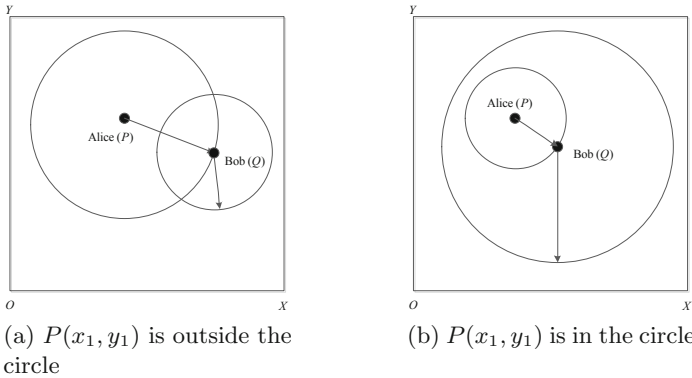 Y
Alice (P)
Bob (Q)
O
X
(a) P(x₁, y₁) is outside the
circle
Y
Alice (P)
Bob (Q)
O
X
(b) P(x₁, y₁) is in the circle